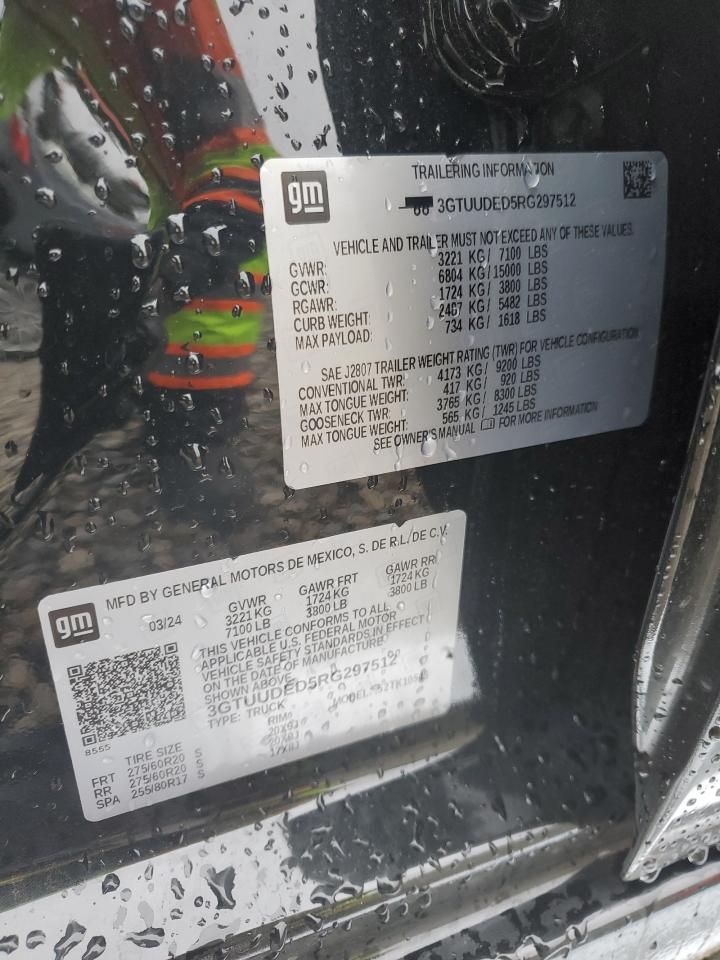 gm
TRAILERING INFORMATION
3GTUUDED5RG297512
VEHICLE AND TRAILER MUST NOT EXCEED ANY OF THESE VALUES.
GVWR: 3221 KG/ 7100 LBS
GCWR: 6804 KG/ 15000 LBS
RGAWR: 1724 KG/ 3800 LBS
CURB WEIGHT: 2487 KG/ 5482 LBS
MAX PAYLOAD: 734 KG/ 1618 LBS
SAE J2807 TRAILER WEIGHT RATING (TWR) FOR VEHICLE CONFIGURATION
CONVENTIONAL TWR: 4173 KG/ 9200 LBS
MAX TONGUE WEIGHT: 417 KG/ 920 LBS
GOOSENECK TWR: 3765 KG/ 8300 LBS
MAX TONGUE WEIGHT: 565 KG/ 1245 LBS
SEE OWNER'S MANUAL FOR MORE INFORMATION
gm
MFD BY GENERAL MOTORS DE MEXICO, S. DE R.L. DE C.V.
03/24 GVWR GAWR FRT GAWR RR
3221 KG 1724 KG 1724 KG
7100 LB 3800 LB 3800 LB
THIS VEHICLE CONFORMS TO ALL
APPLICABLE U.S. FEDERAL MOTOR
VEHICLE SAFETY STANDARDS IN EFFECT
ON THE DATE OF MANUFACTURE
SHOWN ABOVE.
3GTUUDED5RG297512
TYPE: TRUCK MODEL:
8555
TIRE SIZE RIM
FRT 275/60R20 S 20X9J
RR 275/60R20 S 20X9J
SPA 255/80R17 S 17X8J